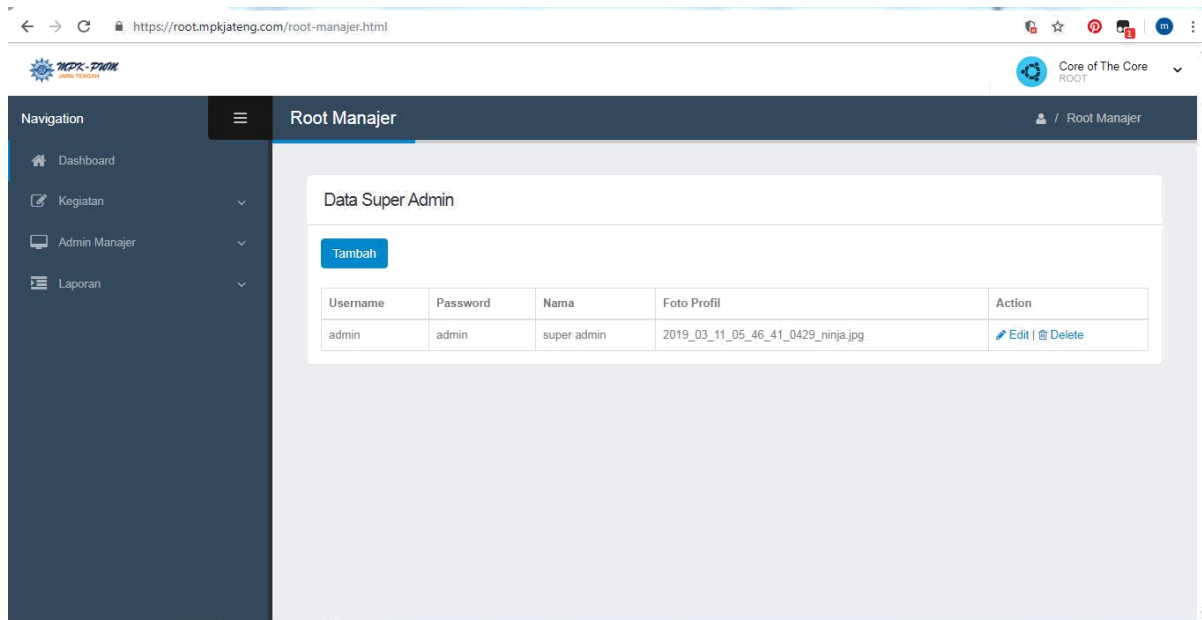 https://root.mpkjateng.com/root-manajer.html
1
m
MPK-PWM
JAWA TENGAH
Core of The Core
ROOT
Navigation
Root Manajer
/ Root Manajer
Dashboard
Kegiatan
Admin Manajer
Laporan
Data Super Admin
Tambah
Username Password Nama Foto Profil Action
admin admin super admin 2019_03_11_05_46_41_0429_ninja.jpg Edit | Delete